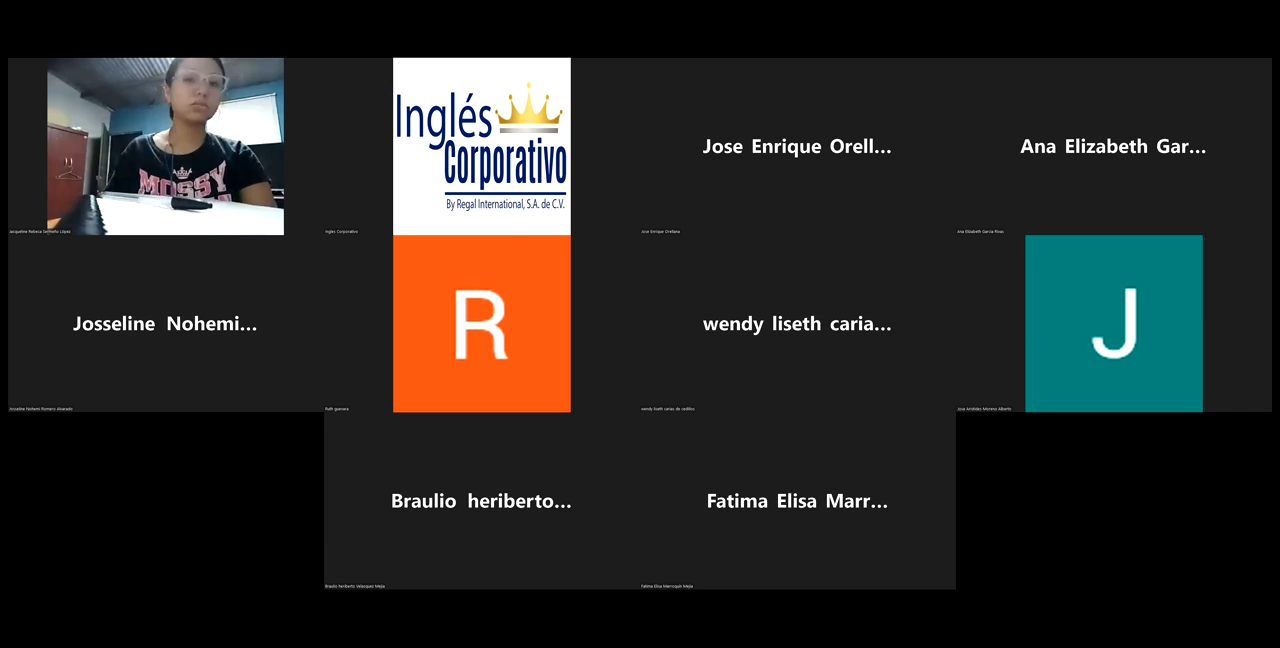 MOSSY
Jacqueline Rebeca Sermeño López
Inglés
Corporativo
By Regal International, S.A. de C.V.
Ingles Corporativo
Jose Enrique Orell...
Jose Enrique Orellana
Ana Elizabeth Gar...
Ana Elizabeth Garcia Rivas
Josseline Nohemi...
Josseline Nohemi Romero Alvarado
R
Ruth guevara
wendy liseth caria...
wendy liseth carias de cedillos
J
Jose Aristides Moreno Alberto
Braulio heriberto...
Braulio heriberto Velasquez Mejia
Fatima Elisa Marr...
Fatima Elisa Marroquin Mejia